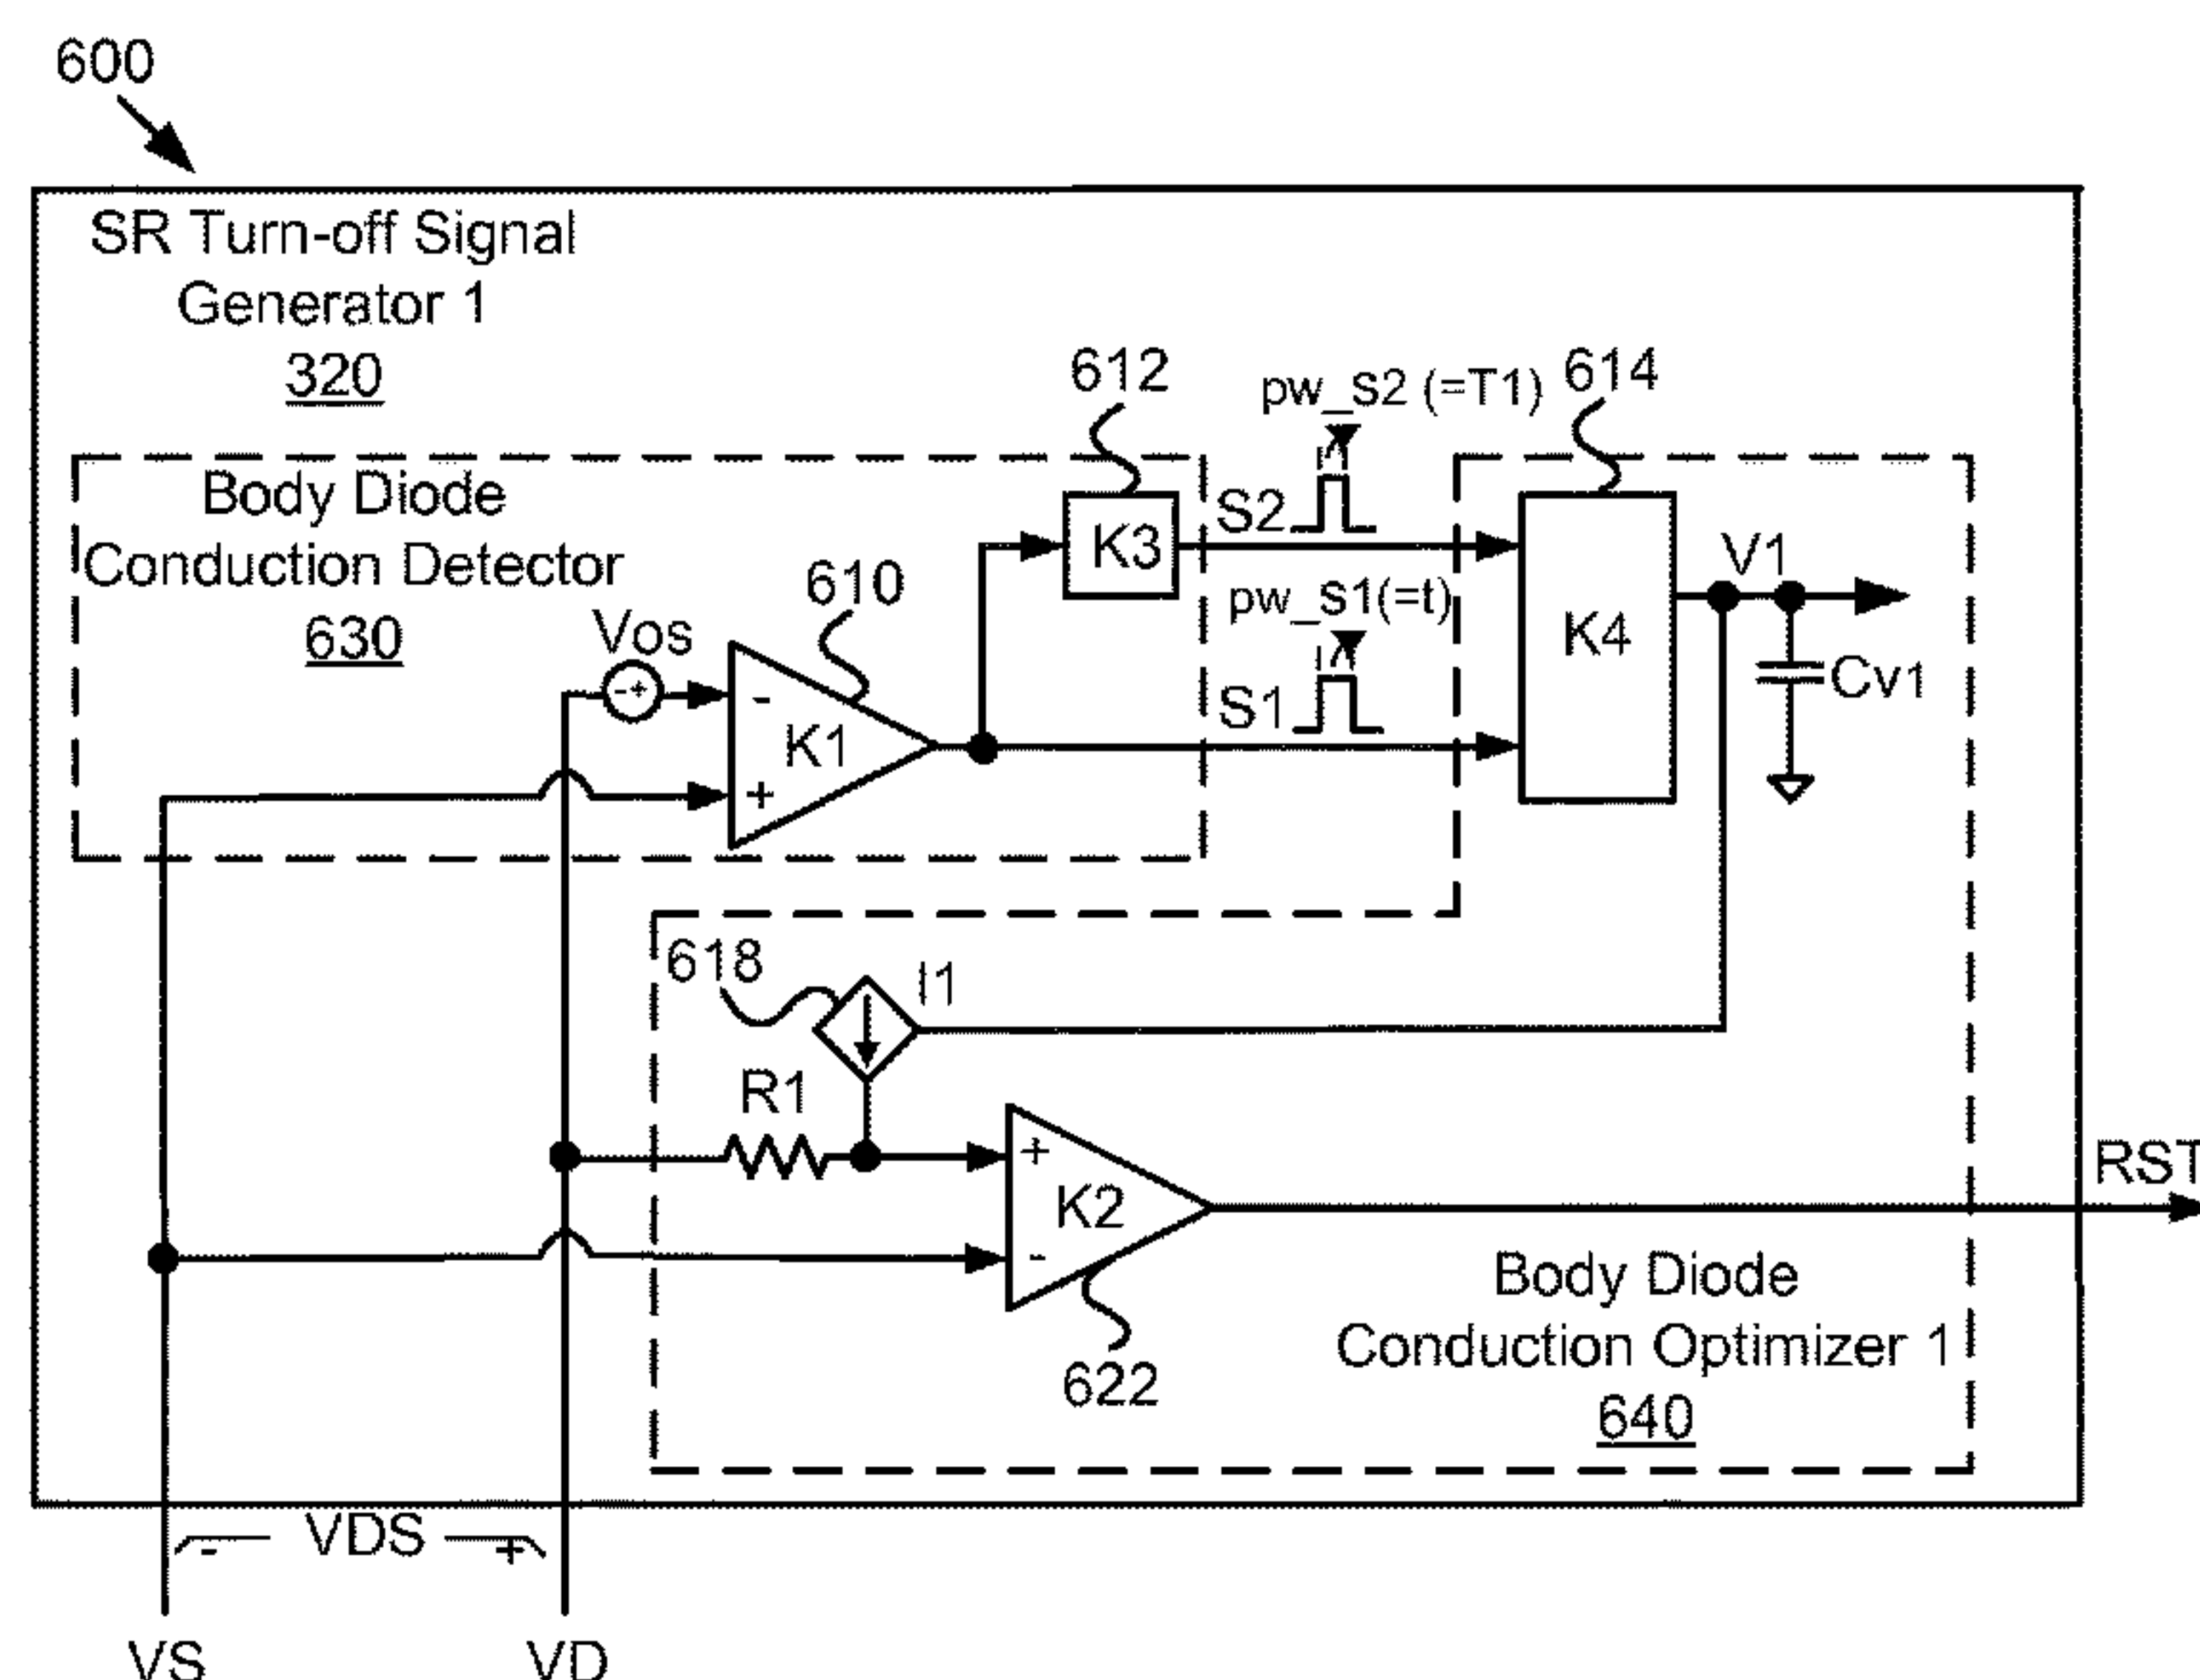 600
SR Turn-off Signal
Generator 1
320
612
pw_s2 (=T1)
614
Body Diode
Conduction Detector
630
S2
K3
V1
610
pw_s1(=t)
K4
Vos
-+
-
S1
Cv1
K1
+
618
I1
R1
+
K2
-
RST
Body Diode
Conduction Optimizer 1
640
622
- VDS +
VS
VD